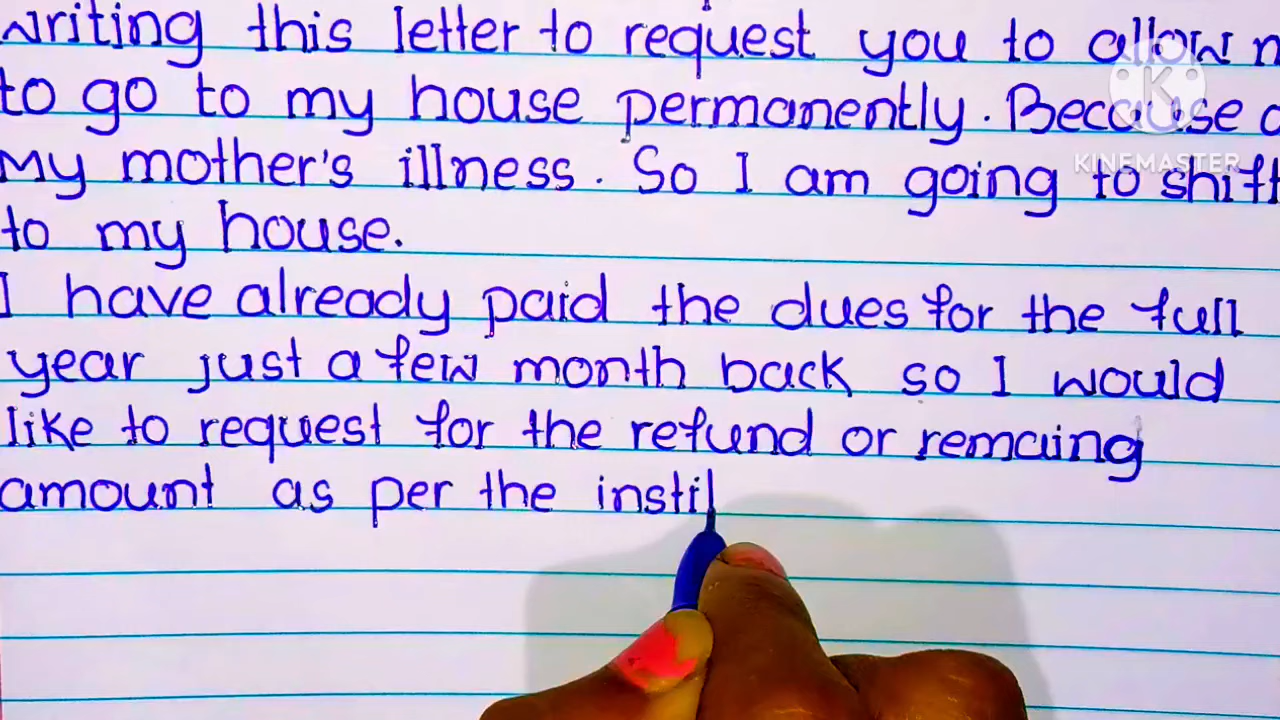 writing this letter to request you to allow
to go to my house permanently. Because
My mother's illness. So I am going to shift
to my house.
I have already paid the dues for the full
year just a few month back so I would
like to request for the refund or remaing
amount as per the insti
KINEMASTER